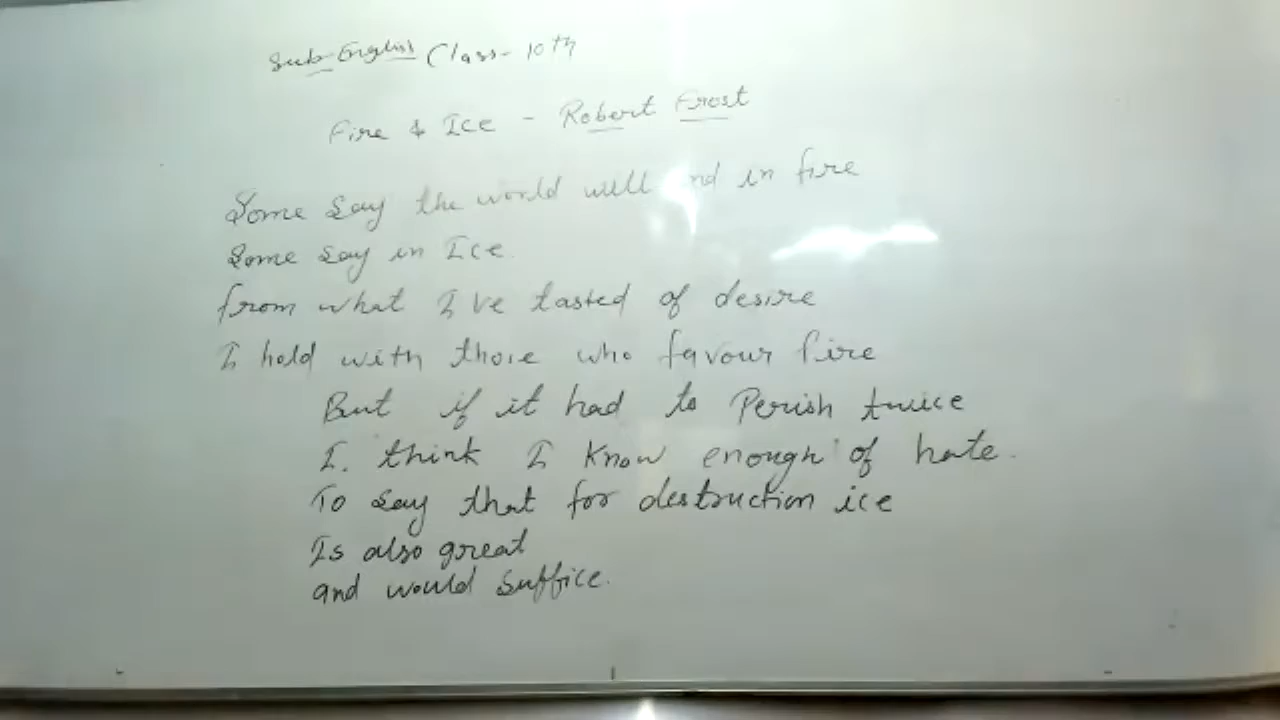 Sub-English Class- 10th
Fire & Ice - Robert Frost
Some Say the world will nd in fire
Some Say in Ice.
from what I've tasted of desire
I hold with those who favour fire
But if it had to Perish twice
I. think I Know enough of hate.
To Say that for destruction ice
Is also great
and would Suffice.